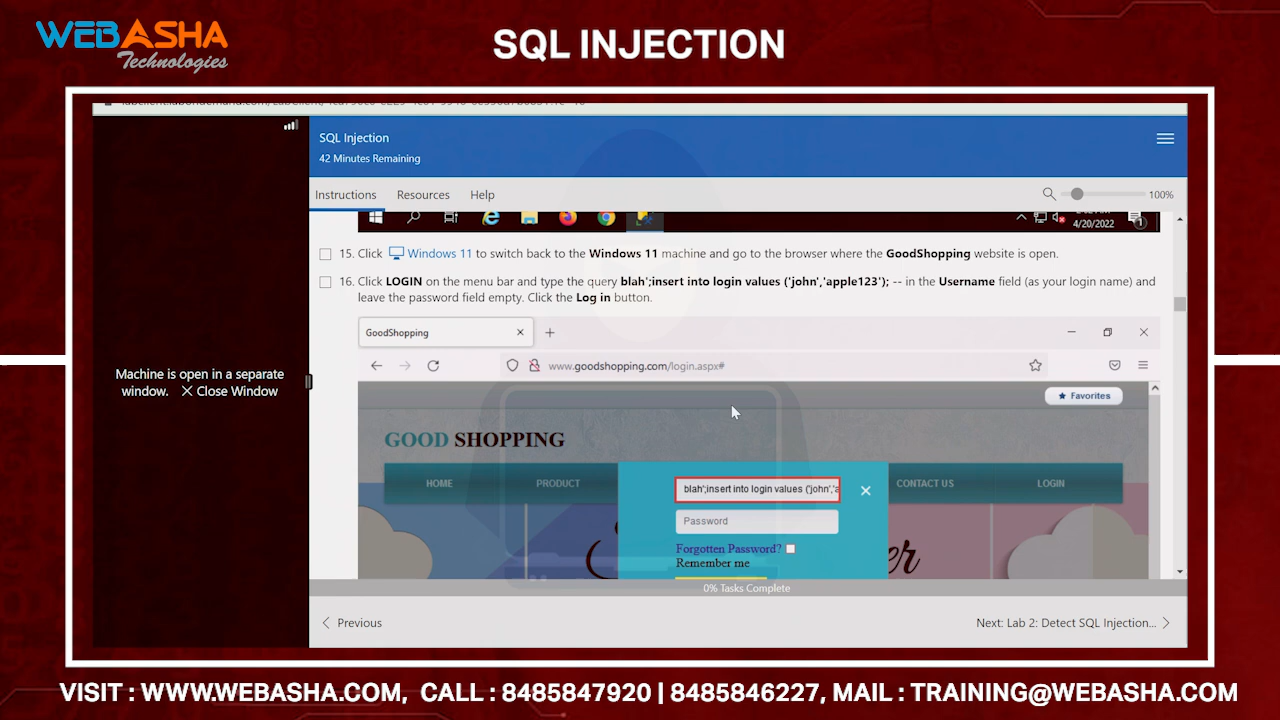 WEBASHA
Technologies
SQL INJECTION
SQL Injection
42 Minutes Remaining
Instructions Resources Help 100%
4/20/2022
1
15. Click Windows 11 to switch back to the Windows 11 machine and go to the browser where the GoodShopping website is open.
16. Click LOGIN on the menu bar and type the query blah';insert into login values ('john','apple123'); -- in the Username field (as your login name) and
leave the password field empty. Click the Log in button.
Machine is open in a separate
window. Close Window
GoodShopping
www.goodshopping.com/login.aspx#
Favorites
GOOD SHOPPING
HOME PRODUCT CONTACT US LOGIN
blah';insert into login values ('john','a
Password
Forgotten Password?
Remember me
0% Tasks Complete
Previous
Next: Lab 2: Detect SQL Injection...
VISIT : WWW.WEBASHA.COM, CALL : 8485847920 | 8485846227, MAIL : TRAINING@WEBASHA.COM